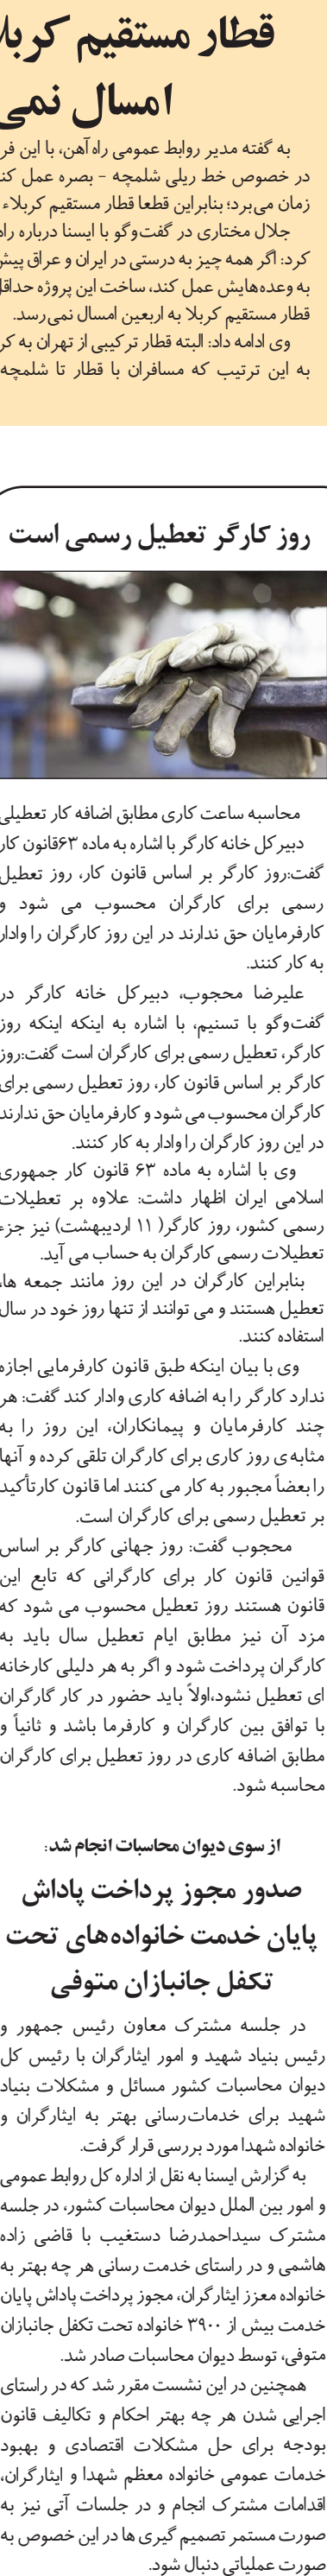 قطار مستقیم کربلا
امسال نمی
به گفته مدیر روابط عمومی راه‌آهن، با این فر
در خصوص خط ریلی شلمچه - بصره عمل کند
زمان می‌برد؛ بنابراین قطعا قطار مستقیم کربلاء
جلال مختاری در گفت‌وگو با ایسنا درباره راه
کرد: اگر همه چیز به درستی در ایران و عراق پیش
به وعده‌هایش عمل کند، ساخت این پروژه حداقل
قطار مستقیم کربلا به اربعین امسال نمی‌رسد.
وی ادامه داد: البته قطار ترکیبی از تهران به کر
به این ترتیب که مسافران با قطار تا شلمچه
روز کارگر تعطیل رسمی است
محاسبه ساعت کاری مطابق اضافه کار تعطیلی
دبیرکل خانه کارگر با اشاره به ماده ۶۳قانون کار
گفت:روز کارگر بر اساس قانون کار، روز تعطیل
رسمی برای کارگران محسوب می شود و
کارفرمایان حق ندارند در این روز کارگران را وادار
به کار کنند.
علیرضا محجوب، دبیرکل خانه کارگر در
گفت‌وگو با تسنیم، با اشاره به اینکه اینکه روز
کارگر، تعطیل رسمی برای کارگران است گفت:روز
کارگر بر اساس قانون کار، روز تعطیل رسمی برای
کارگران محسوب می شود و کارفرمایان حق ندارند
در این روز کارگران را وادار به کار کنند.
وی با اشاره به ماده ۶۳ قانون کار جمهوری
اسلامی ایران اظهار داشت: علاوه بر تعطیلات
رسمی کشور، روز کارگر( ۱۱ اردیبهشت) نیز جزء
تعطیلات رسمی کارگران به حساب می آید.
بنابراین کارگران در این روز مانند جمعه ها،
تعطیل هستند و می توانند از تنها روز خود در سال
استفاده کنند.
وی با بیان اینکه طبق قانون کارفرمایی اجازه
ندارد کارگر را به اضافه کاری وادار کند گفت: هر
چند کارفرمایان و پیمانکاران، این روز را به
مثابه ی روز کاری برای کارگران تلقی کرده و آنها
را بعضاً مجبور به کار می کنند اما قانون کارتأکید
بر تعطیل رسمی برای کارگران است.
محجوب گفت: روز جهانی کارگر بر اساس
قوانین قانون کار برای کارگرانی که تابع این
قانون هستند روز تعطیل محسوب می شود که
مزد آن نیز مطابق ایام تعطیل سال باید به
کارگران پرداخت شود و اگر به هر دلیلی کارخانه
ای تعطیل نشود،اولاً باید حضور در کار گارگران
با توافق بین کارگران و کارفرما باشد و ثانیاً و
مطابق اضافه کاری در روز تعطیل برای کارگران
محاسبه شود.
از سوی دیوان محاسبات انجام شد:
صدور مجوز پرداخت پاداش
پایان خدمت خانواده‌های تحت
تکفل جانبازان متوفی
در جلسه مشترک معاون رئیس جمهور و
رئیس بنیاد شهید و امور ایثارگران با رئیس کل
دیوان محاسبات کشور مسائل و مشکلات بنیاد
شهید برای خدمات‌رسانی بهتر به ایثارگران و
خانواده شهدا مورد بررسی قرار گرفت.
به گزارش ایسنا به نقل از اداره کل روابط عمومی
و امور بین الملل دیوان محاسبات کشور، در جلسه
مشترک سیداحمدرضا دستغیب با قاضی زاده
هاشمی و در راستای خدمت رسانی هر چه بهتر به
خانواده معزز ایثارگران، مجوز پرداخت پاداش پایان
خدمت بیش از ۳۹۰۰ خانواده تحت تکفل جانبازان
متوفی، توسط دیوان محاسبات صادر شد.
همچنین در این نشست مقرر شد که در راستای
اجرایی شدن هر چه بهتر احکام و تکالیف قانون
بودجه برای حل مشکلات اقتصادی و بهبود
خدمات عمومی خانواده معظم شهدا و ایثارگران،
اقدامات مشترک انجام و در جلسات آتی نیز به
صورت مستمر تصمیم گیری ها در این خصوص به
صورت عملیاتی دنبال شود.